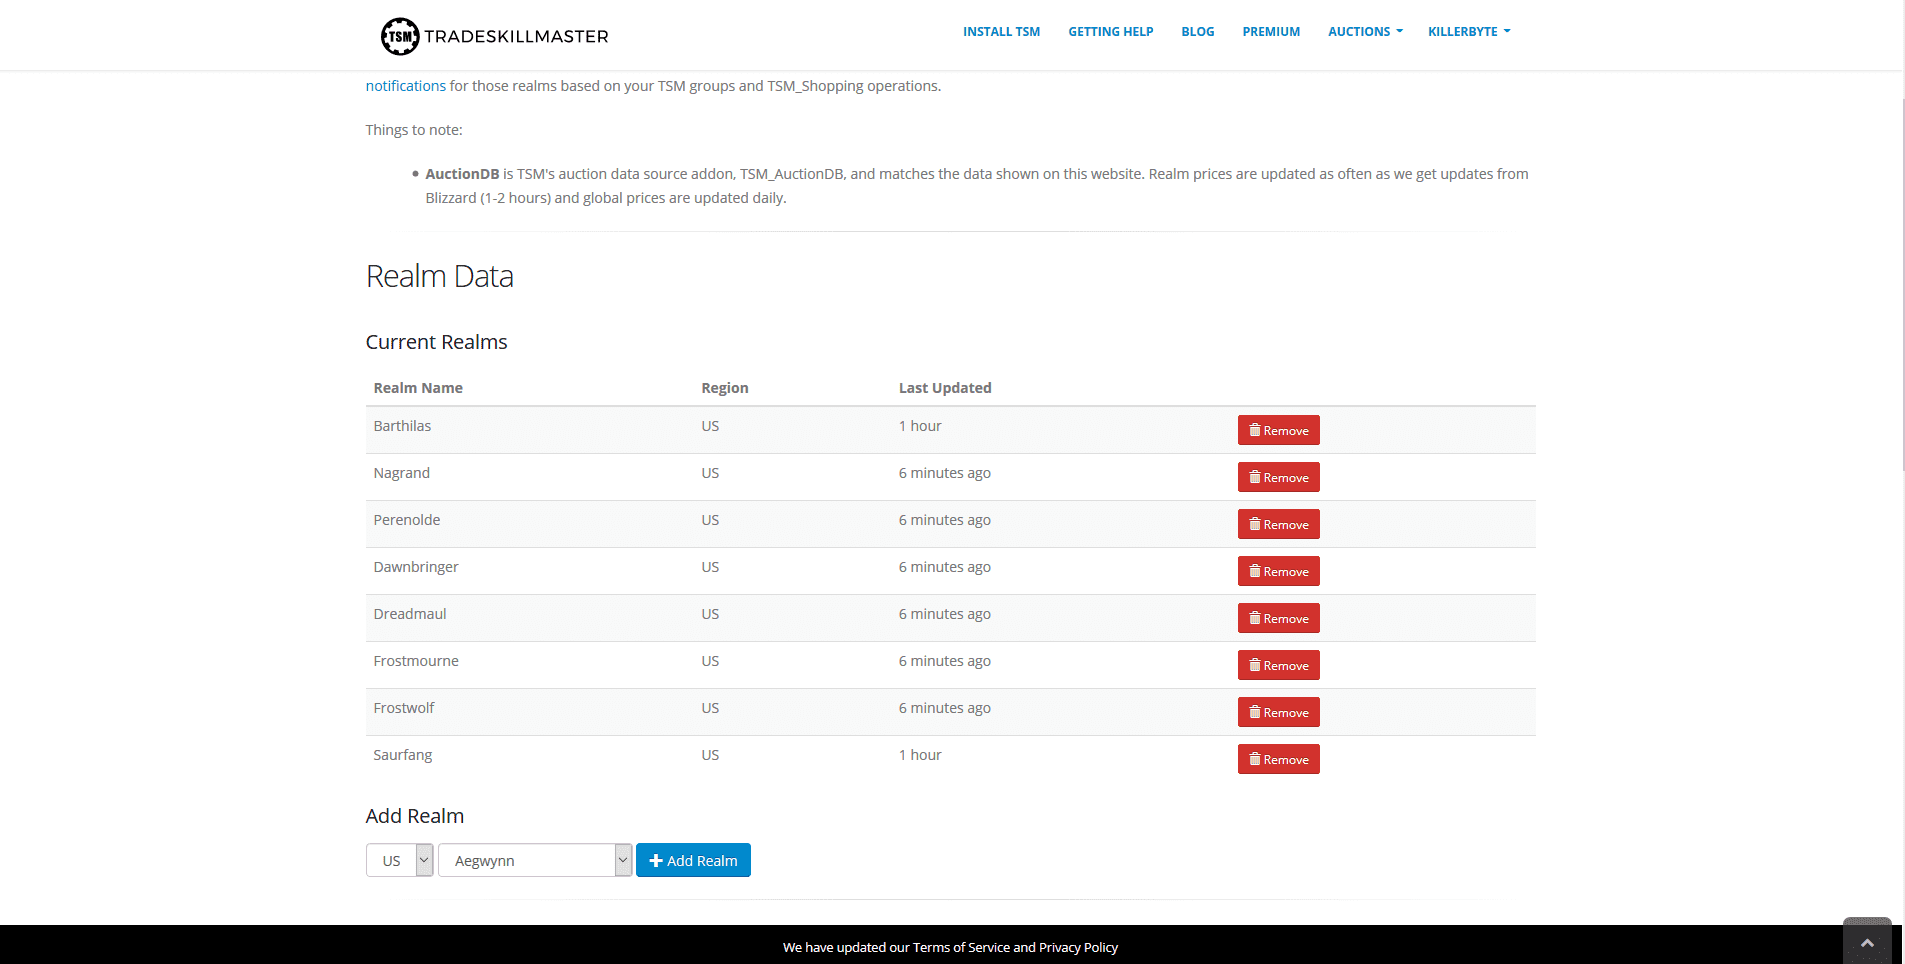 TSM TRADESKILLMASTER
INSTALL TSM GETTING HELP BLOG PREMIUM AUCTIONS KILLERBYTE
notifications for those realms based on your TSM groups and TSM_Shopping operations.
Things to note:
AuctionDB is TSM's auction data source addon, TSM_AuctionDB, and matches the data shown on this website. Realm prices are updated as often as we get updates from
Blizzard (1-2 hours) and global prices are updated daily.
Realm Data
Current Realms
Realm Name Region Last Updated
Barthilas US 1 hour Remove
Nagrand US 6 minutes ago Remove
Perenolde US 6 minutes ago Remove
Dawnbringer US 6 minutes ago Remove
Dreadmaul US 6 minutes ago Remove
Frostmourne US 6 minutes ago Remove
Frostwolf US 6 minutes ago Remove
Saurfang US 1 hour Remove
Add Realm
US Aegwynn Add Realm
We have updated our Terms of Service and Privacy Policy